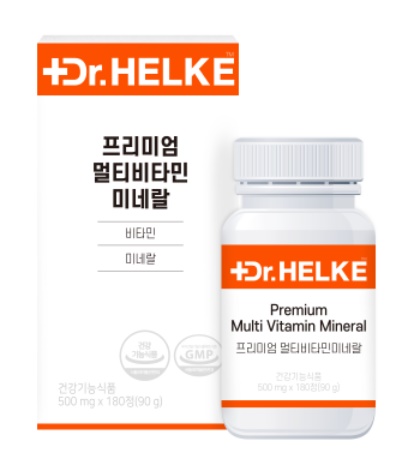 +Dr.HELKE
TM
프리미엄
멀티비타민
미네랄
비타민
미네랄
건강
기능식품
GMP
건강기능식품
500 mg x 180정(90 g)
+Dr.HELKE
Premium
Multi Vitamin Mineral
프리미엄 멀티비타민미네랄
건강기능식품
500 mg x 180정(90 g)